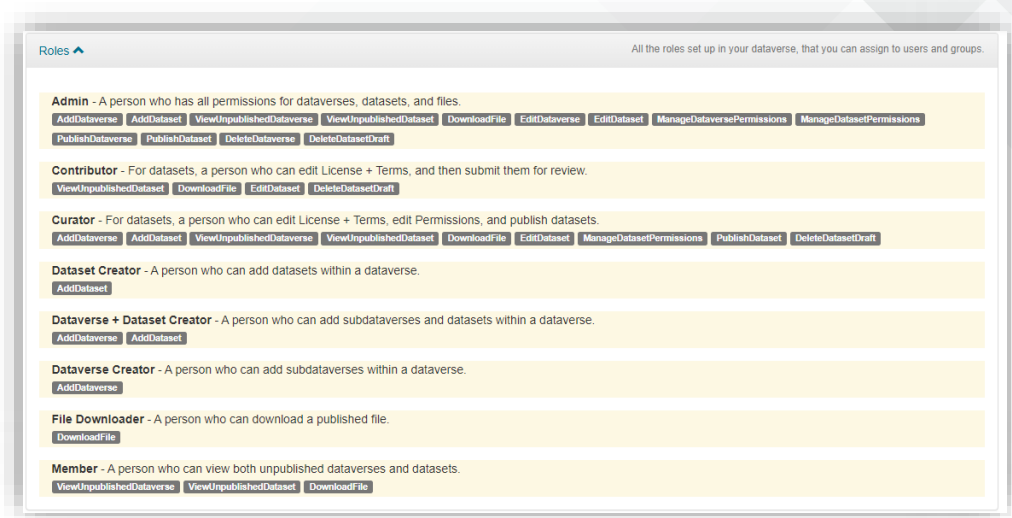 Roles
All the roles set up in your dataverse, that you can assign to users and groups.
Admin - A person who has all permissions for dataverses, datasets, and files.
AddDataverse AddDataset ViewUnpublishedDataverse ViewUnpublishedDataset DownloadFile EditDataverse EditDataset ManageDataversePermissions ManageDatasetPermissions
PublishDataverse PublishDataset DeleteDataverse DeleteDatasetDraft
Contributor - For datasets, a person who can edit License + Terms, and then submit them for review.
ViewUnpublishedDataset DownloadFile EditDataset DeleteDatasetDraft
Curator - For datasets, a person who can edit License + Terms, edit Permissions, and publish datasets.
AddDataverse AddDataset ViewUnpublishedDataverse ViewUnpublishedDataset DownloadFile EditDataset ManageDatasetPermissions PublishDataset DeleteDatasetDraft
Dataset Creator - A person who can add datasets within a dataverse.
AddDataset
Dataverse + Dataset Creator - A person who can add subdataverses and datasets within a dataverse.
AddDataverse AddDataset
Dataverse Creator - A person who can add subdataverses within a dataverse.
AddDataverse
File Downloader - A person who can download a published file.
DownloadFile
Member - A person who can view both unpublished dataverses and datasets.
ViewUnpublishedDataverse ViewUnpublishedDataset DownloadFile